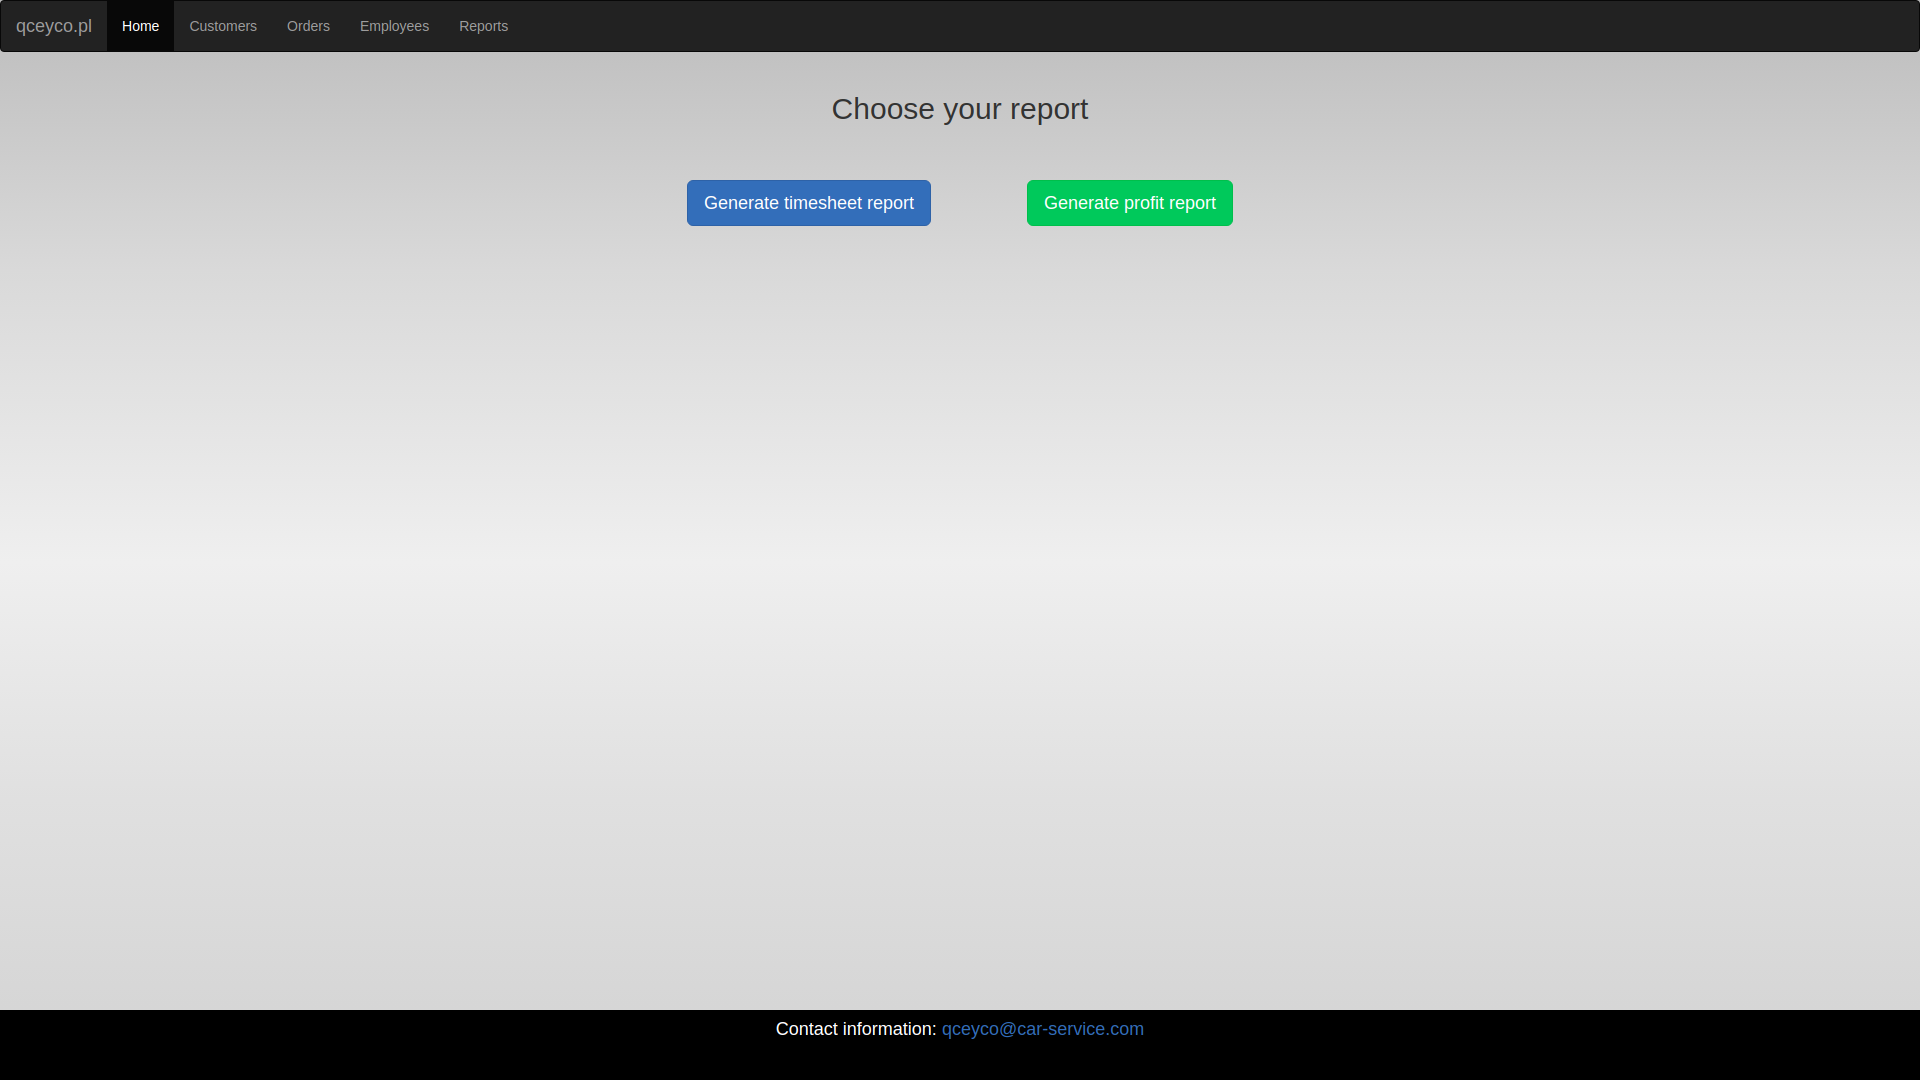 qceyco.pl Home Customers Orders Employees Reports
Choose your report
Generate timesheet report Generate profit report
Contact information: qceyco@car-service.com